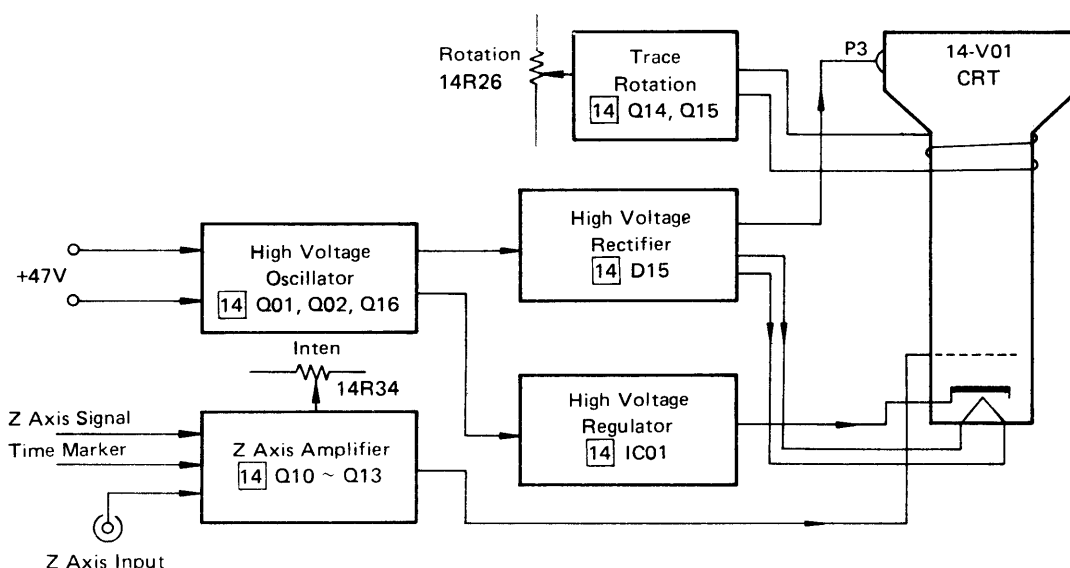 Rotation
14R26
Trace
Rotation
14 Q14, Q15
P3
14-V01
CRT
+47V
High Voltage
Oscillator
14 Q01, Q02, Q16
High Voltage
Rectifier
14 D15
Inten
14R34
Z Axis Signal
Time Marker
Z Axis Input
Z Axis Amplifier
14 Q10 ~ Q13
High Voltage
Regulator
14 IC01